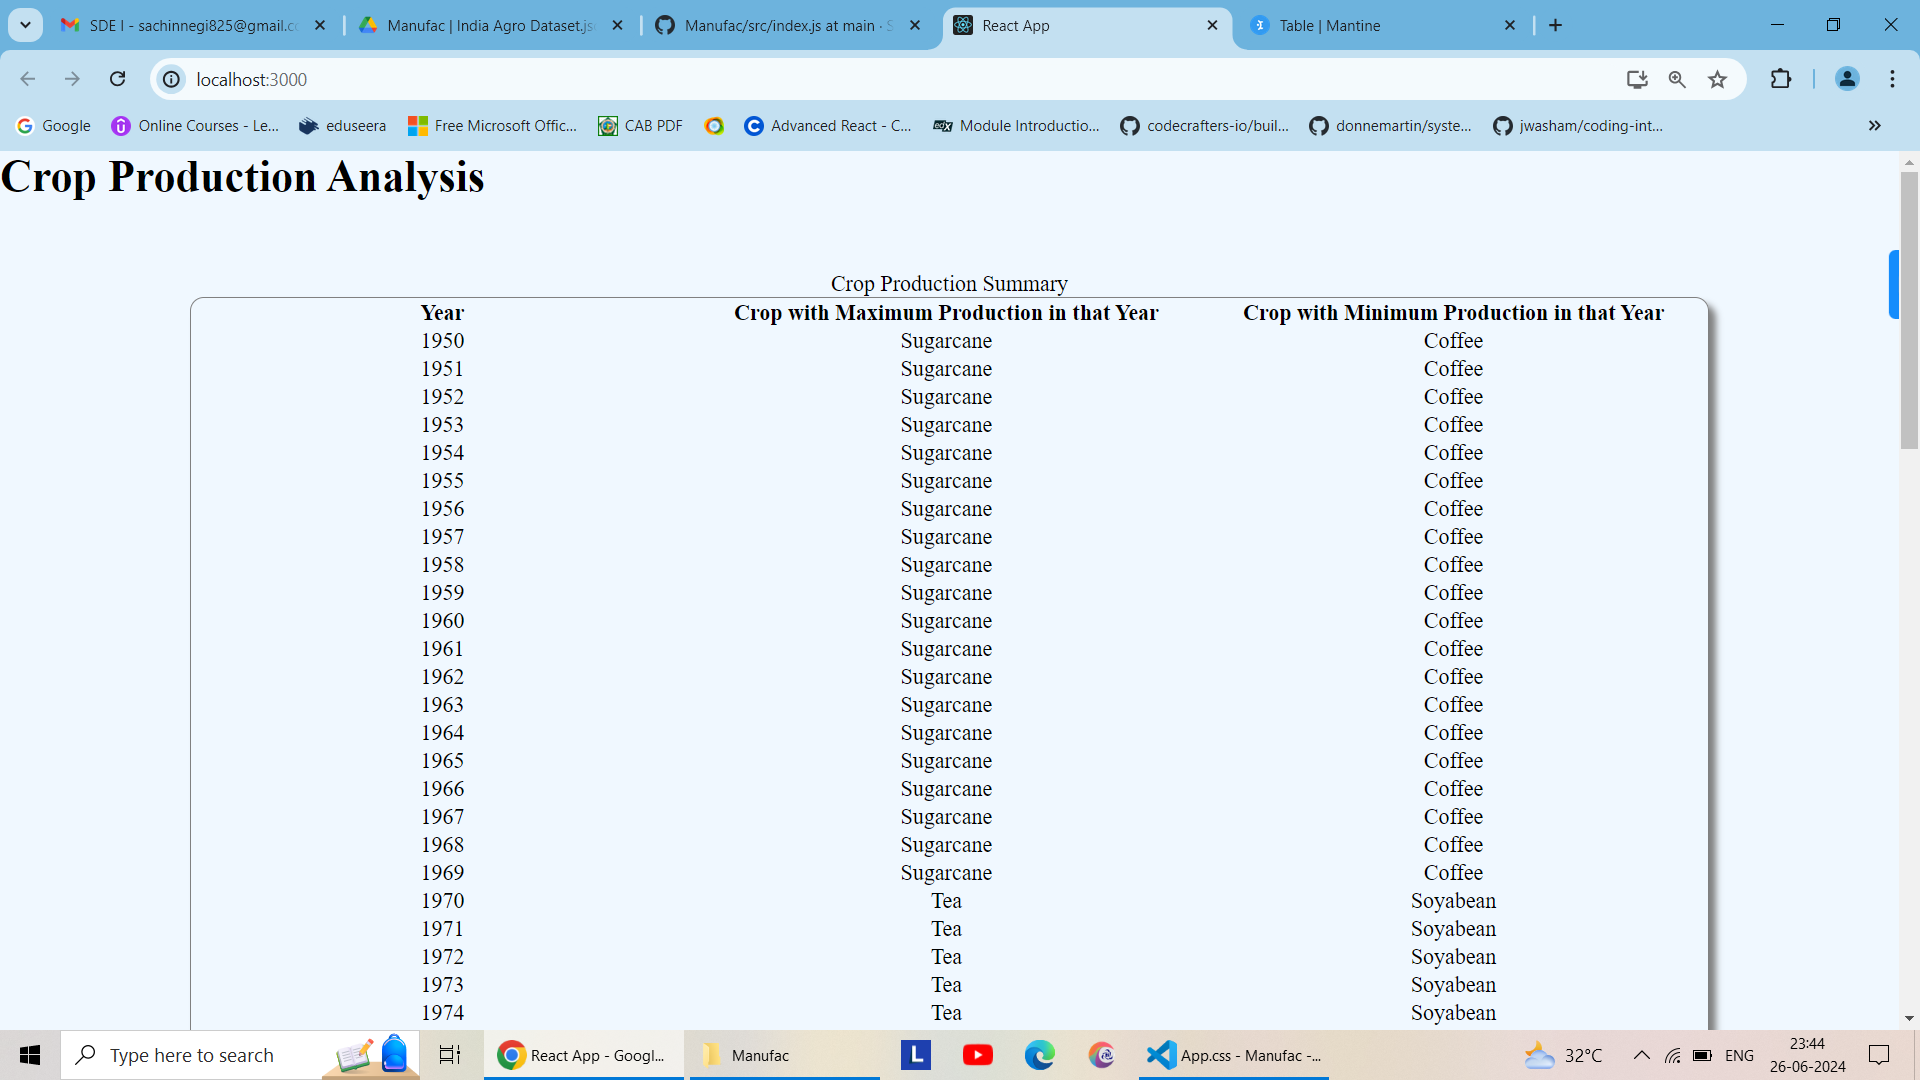 SDE I - sachinnegi825@gmail.c
Manufac | India Agro Dataset.js
Manufac/src/index.js at main · S
React App
Table | Mantine
localhost:3000
Google
Online Courses - Le...
eduseera
Free Microsoft Offic...
CAB PDF
Advanced React - C...
Module Introductio...
codecrafters-io/buil...
donnemartin/syste...
jwasham/coding-int...
Crop Production Analysis
Crop Production Summary
Year Crop with Maximum Production in that Year Crop with Minimum Production in that Year
1950 Sugarcane Coffee
1951 Sugarcane Coffee
1952 Sugarcane Coffee
1953 Sugarcane Coffee
1954 Sugarcane Coffee
1955 Sugarcane Coffee
1956 Sugarcane Coffee
1957 Sugarcane Coffee
1958 Sugarcane Coffee
1959 Sugarcane Coffee
1960 Sugarcane Coffee
1961 Sugarcane Coffee
1962 Sugarcane Coffee
1963 Sugarcane Coffee
1964 Sugarcane Coffee
1965 Sugarcane Coffee
1966 Sugarcane Coffee
1967 Sugarcane Coffee
1968 Sugarcane Coffee
1969 Sugarcane Coffee
1970 Tea Soyabean
1971 Tea Soyabean
1972 Tea Soyabean
1973 Tea Soyabean
1974 Tea Soyabean
Type here to search
React App - Googl...
Manufac
L
App.css - Manufac -...
32°C
ENG
23:44
26-06-2024